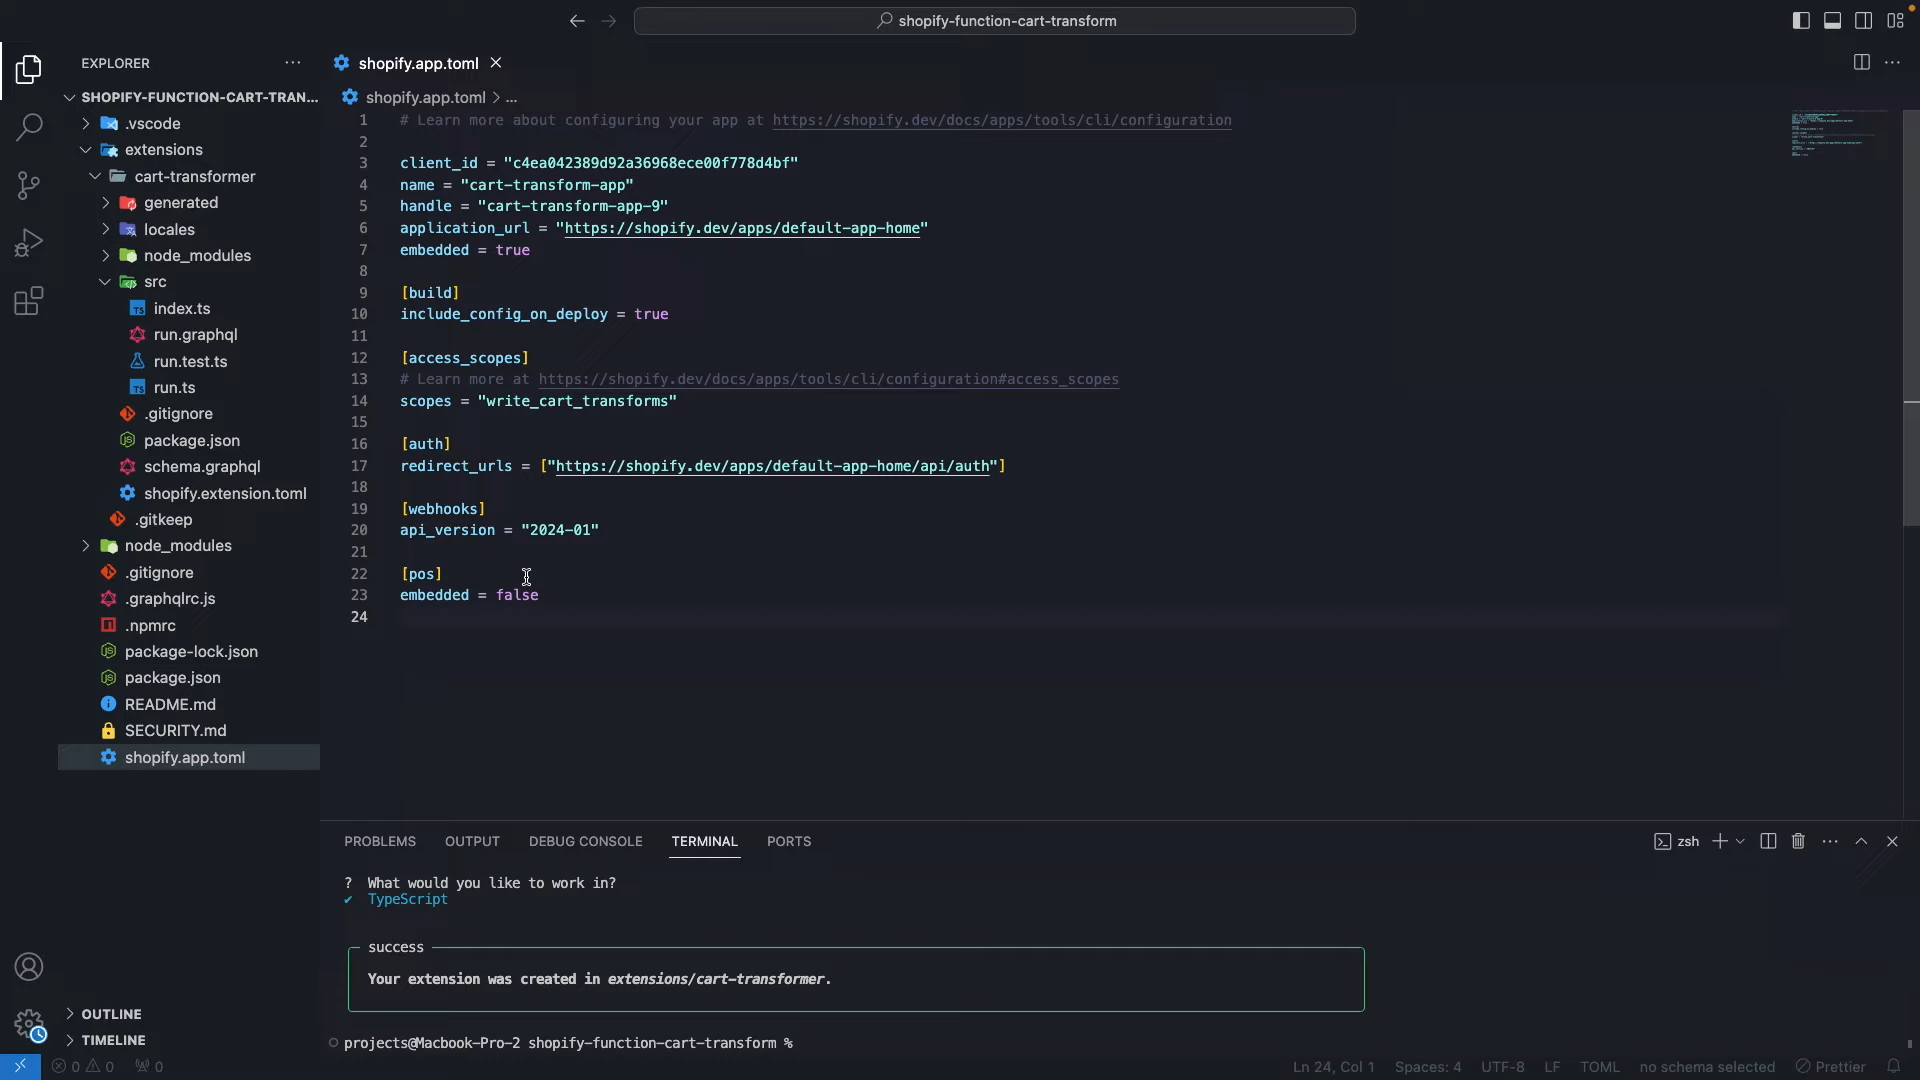 shopify-function-cart-transform
EXPLORER
SHOPIFY-FUNCTION-CART-TRAN...
.vscode
extensions
cart-transformer
generated
locales
node_modules
src
index.ts
run.graphql
run.test.ts
run.ts
.gitignore
package.json
schema.graphql
shopify.extension.toml
.gitkeep
node_modules
.gitignore
.graphqlrc.js
.npmrc
package-lock.json
package.json
README.md
SECURITY.md
shopify.app.toml
OUTLINE
TIMELINE
shopify.app.toml
shopify.app.toml > ...
1 # Learn more about configuring your app at https://shopify.dev/docs/apps/tools/cli/configuration
2
3 client_id = "c4ea042389d92a36968ece00f778d4bf"
4 name = "cart-transform-app"
5 handle = "cart-transform-app-9"
6 application_url = "https://shopify.dev/apps/default-app-home"
7 embedded = true
8
9 [build]
10 include_config_on_deploy = true
11
12 [access_scopes]
13 # Learn more at https://shopify.dev/docs/apps/tools/cli/configuration#access_scopes
14 scopes = "write_cart_transforms"
15
16 [auth]
17 redirect_urls = ["https://shopify.dev/apps/default-app-home/api/auth"]
18
19 [webhooks]
20 api_version = "2024-01"
21
22 [pos]
23 embedded = false
24
PROBLEMS OUTPUT DEBUG CONSOLE TERMINAL PORTS
zsh
? What would you like to work in?
✔ TypeScript
success
Your extension was created in extensions/cart-transformer.
projects@Macbook-Pro-2 shopify-function-cart-transform %
0 0 0
Ln 24, Col 1 Spaces: 4 UTF-8 LF TOML no schema selected Prettier